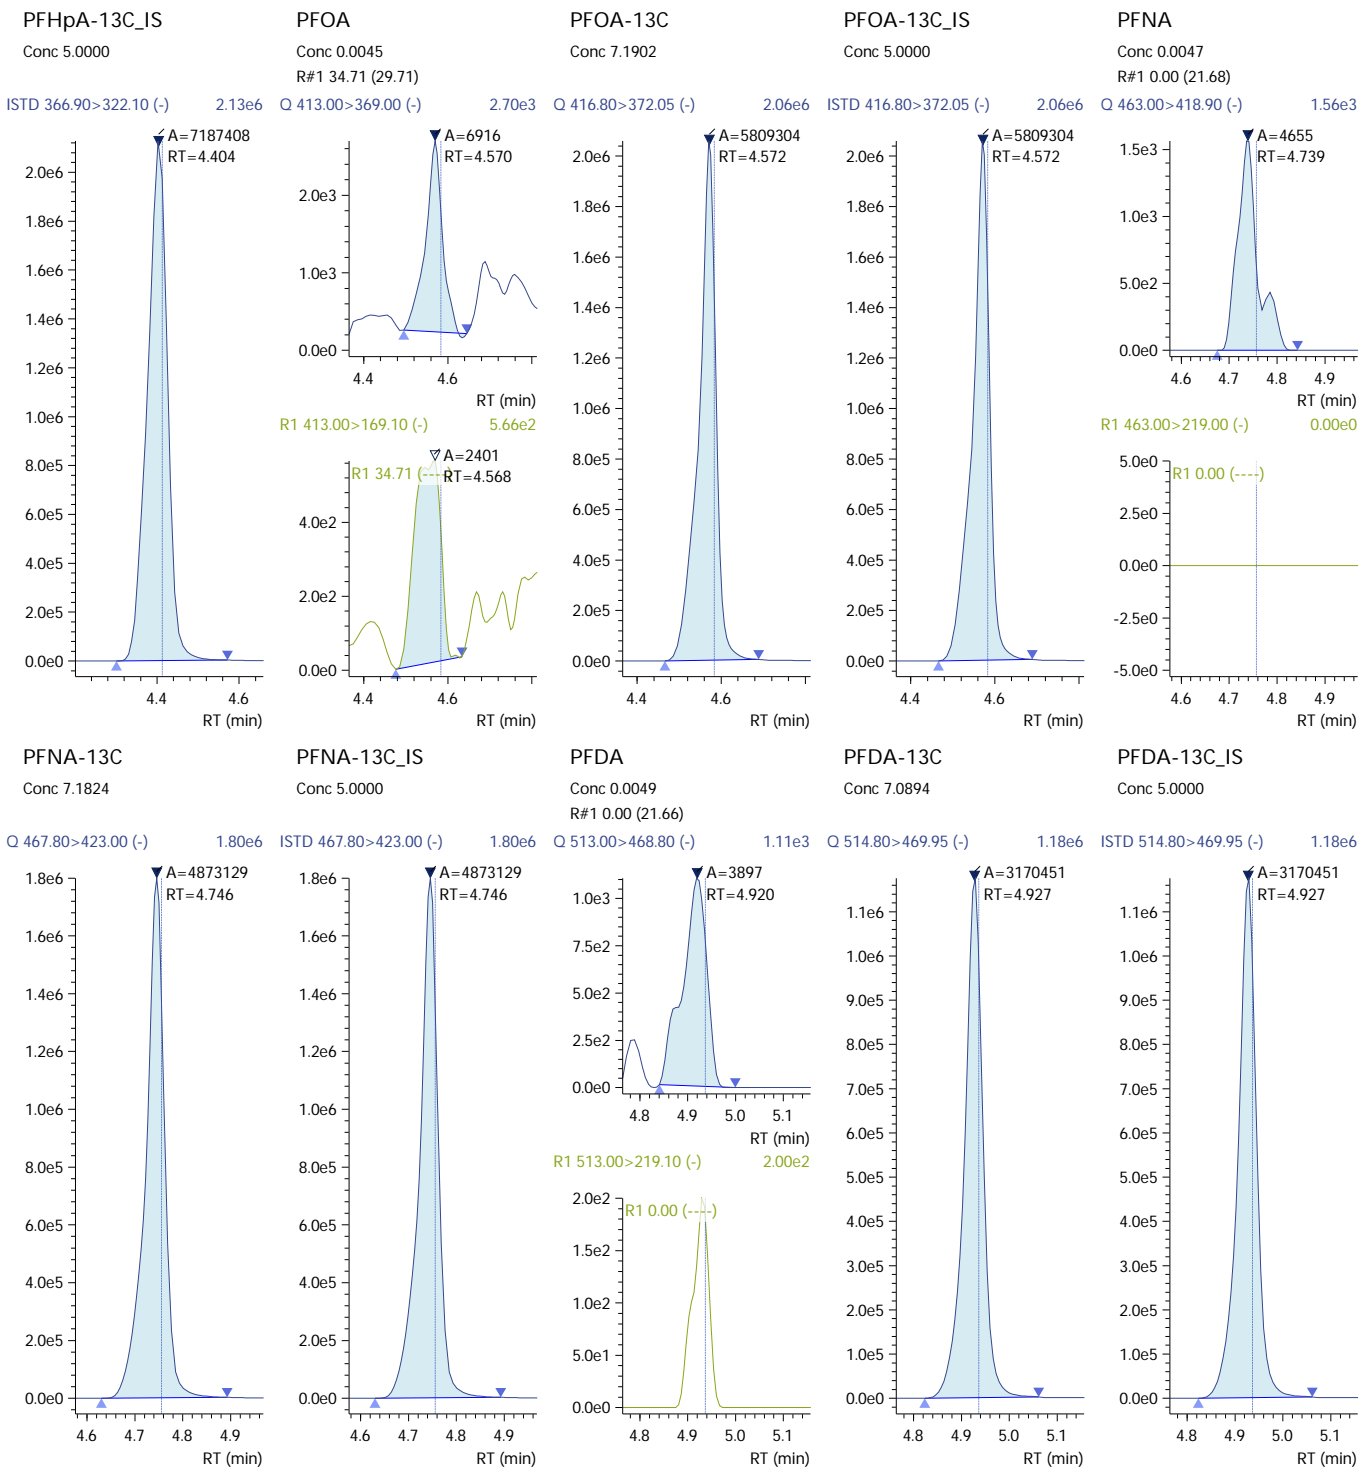 PFHpA-13C_IS
Conc 5.0000
ISTD 366.90>322.10 (-) 2.13e6
A=7187408
RT=4.404
2.0e6
1.8e6
1.6e6
1.4e6
1.2e6
1.0e6
8.0e5
6.0e5
4.0e5
2.0e5
0.0e0
4.4 4.6
RT (min)
PFOA
Conc 0.0045
R#1 34.71 (29.71)
Q 413.00>369.00 (-) 2.70e3
A=6916
RT=4.570
2.0e3
1.0e3
0.0e0
4.4 4.6
RT (min)
R1 413.00>169.10 (-) 5.66e2
A=2401
R1 34.71 (----)
RT=4.568
4.0e2
2.0e2
0.0e0
4.4 4.6
RT (min)
PFOA-13C
Conc 7.1902
Q 416.80>372.05 (-) 2.06e6
A=5809304
RT=4.572
2.0e6
1.8e6
1.6e6
1.4e6
1.2e6
1.0e6
8.0e5
6.0e5
4.0e5
2.0e5
0.0e0
4.4 4.6
RT (min)
PFOA-13C_IS
Conc 5.0000
ISTD 416.80>372.05 (-) 2.06e6
A=5809304
RT=4.572
2.0e6
1.8e6
1.6e6
1.4e6
1.2e6
1.0e6
8.0e5
6.0e5
4.0e5
2.0e5
0.0e0
4.4 4.6
RT (min)
PFNA
Conc 0.0047
R#1 0.00 (21.68)
Q 463.00>418.90 (-) 1.56e3
A=4655
RT=4.739
1.5e3
1.0e3
5.0e2
0.0e0
4.6 4.7 4.8 4.9
RT (min)
R1 463.00>219.00 (-) 0.00e0
R1 0.00 (----)
5.0e0
2.5e0
0.0e0
-2.5e0
-5.0e0
4.6 4.7 4.8 4.9
RT (min)
PFNA-13C
Conc 7.1824
Q 467.80>423.00 (-) 1.80e6
A=4873129
RT=4.746
1.8e6
1.6e6
1.4e6
1.2e6
1.0e6
8.0e5
6.0e5
4.0e5
2.0e5
0.0e0
4.6 4.7 4.8 4.9
RT (min)
PFNA-13C_IS
Conc 5.0000
ISTD 467.80>423.00 (-) 1.80e6
A=4873129
RT=4.746
1.8e6
1.6e6
1.4e6
1.2e6
1.0e6
8.0e5
6.0e5
4.0e5
2.0e5
0.0e0
4.6 4.7 4.8 4.9
RT (min)
PFDA
Conc 0.0049
R#1 0.00 (21.66)
Q 513.00>468.80 (-) 1.11e3
A=3897
RT=4.920
1.0e3
7.5e2
5.0e2
2.5e2
0.0e0
4.8 4.9 5.0 5.1
RT (min)
R1 513.00>219.10 (-) 2.00e2
R1 0.00 (----)
2.0e2
1.5e2
1.0e2
5.0e1
0.0e0
4.8 4.9 5.0 5.1
RT (min)
PFDA-13C
Conc 7.0894
Q 514.80>469.95 (-) 1.18e6
A=3170451
RT=4.927
1.1e6
1.0e6
9.0e5
8.0e5
7.0e5
6.0e5
5.0e5
4.0e5
3.0e5
2.0e5
1.0e5
0.0e0
4.8 4.9 5.0 5.1
RT (min)
PFDA-13C_IS
Conc 5.0000
ISTD 514.80>469.95 (-) 1.18e6
A=3170451
RT=4.927
1.1e6
1.0e6
9.0e5
8.0e5
7.0e5
6.0e5
5.0e5
4.0e5
3.0e5
2.0e5
1.0e5
0.0e0
4.8 4.9 5.0 5.1
RT (min)